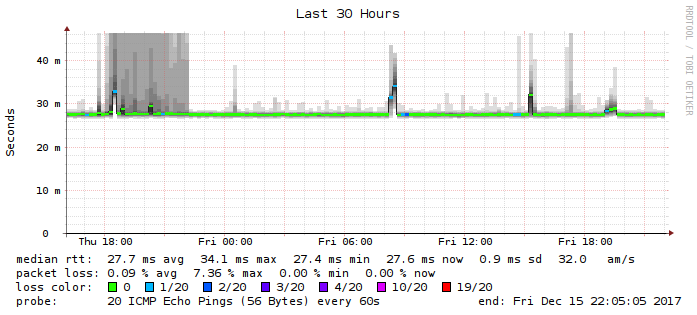 Last 30 Hours
RRDTOOL / TOBI OETIKER
Seconds
40 m
30 m
20 m
10 m
0
Thu 18:00 Fri 00:00 Fri 06:00 Fri 12:00 Fri 18:00
median rtt: 27.7 ms avg 34.1 ms max 27.4 ms min 27.6 ms now 0.9 ms sd 32.0 am/s
packet loss: 0.09 % avg 7.36 % max 0.00 % min 0.00 % now
loss color: 0 1/20 2/20 3/20 4/20 10/20 19/20
probe: 20 ICMP Echo Pings (56 Bytes) every 60s end: Fri Dec 15 22:05:05 2017